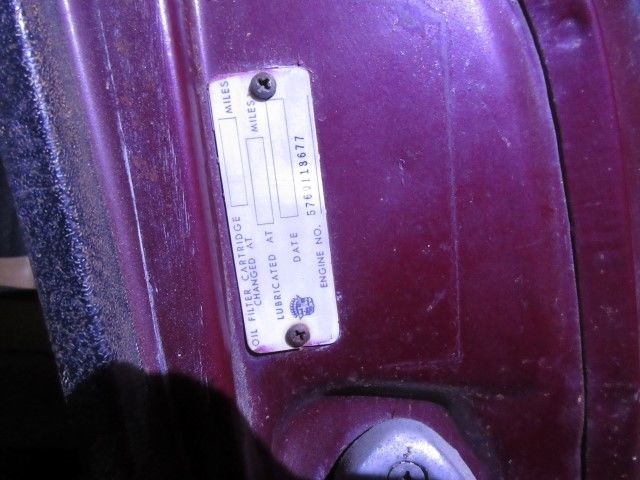 OIL FILTER CARTRIDGE
CHANGED AT MILES
LUBRICATED AT MILES
DATE
ENGINE NO. 5760118677